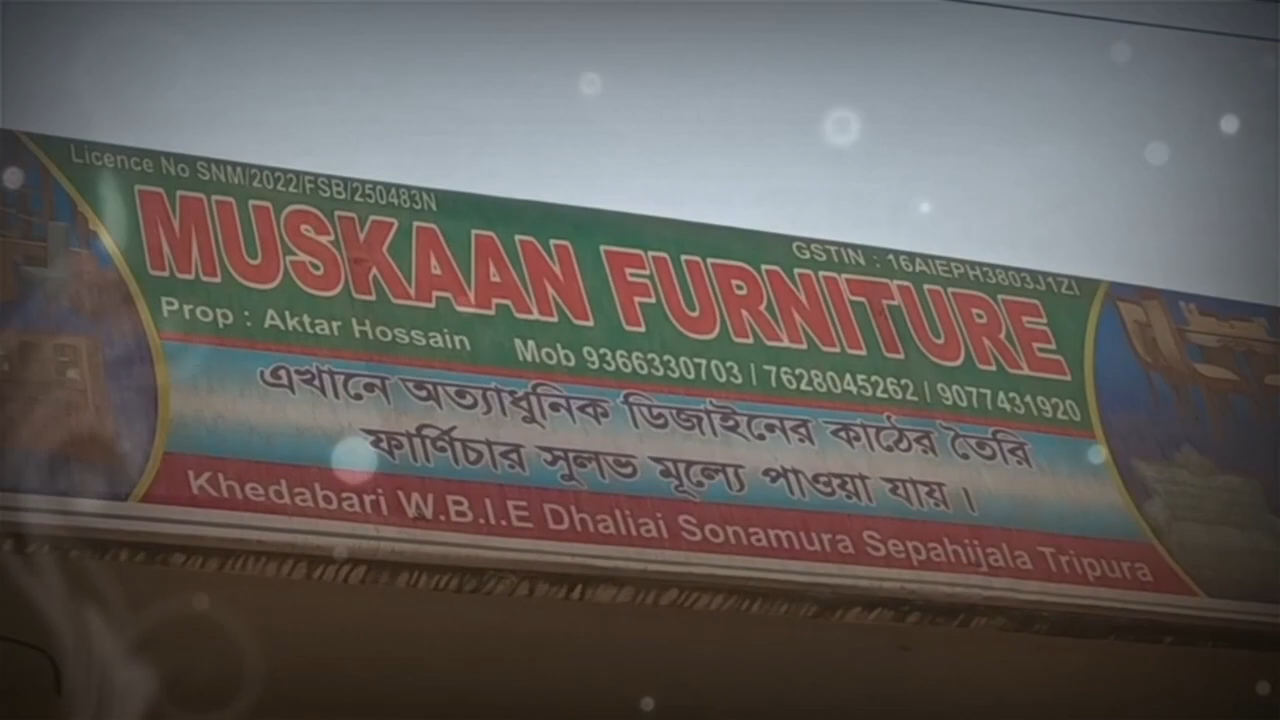 Licence No SNM/2022/FSB/250483N
GSTIN : 16AIEPH3803J1ZI
MUSKAAN FURNITURE
Prop : Aktar Hossain Mob 9366330703 / 7628045262 / 9077431920
এখানে অত্যাধুনিক ডিজাইনের কাঠের তৈরি
ফার্ণিচার সুলভ মূল্যে পাওয়া যায়।
Khedabari W.B.I.E Dhaliai Sonamura Sepahijala Tripura